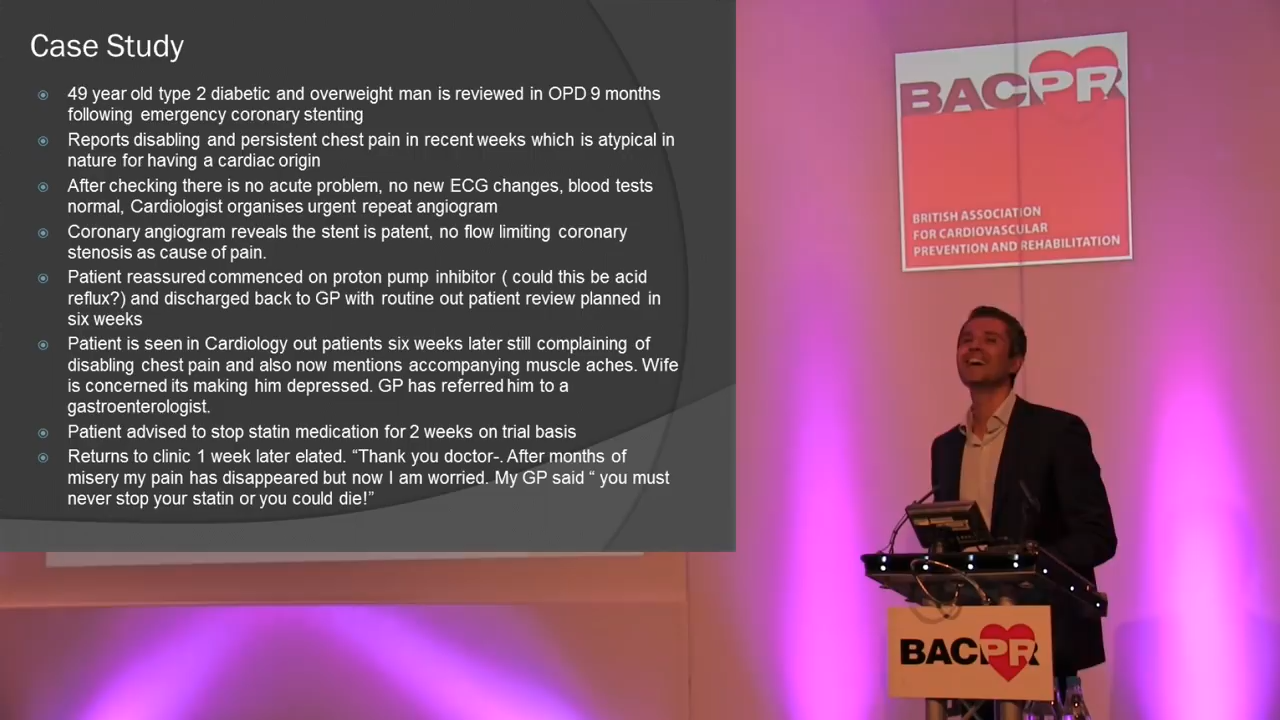 Case Study
49 year old type 2 diabetic and overweight man is reviewed in OPD 9 months
following emergency coronary stenting
Reports disabling and persistent chest pain in recent weeks which is atypical in
nature for having a cardiac origin
After checking there is no acute problem, no new ECG changes, blood tests
normal, Cardiologist organises urgent repeat angiogram
Coronary angiogram reveals the stent is patent, no flow limiting coronary
stenosis as cause of pain.
Patient reassured commenced on proton pump inhibitor ( could this be acid
reflux?) and discharged back to GP with routine out patient review planned in
six weeks
Patient is seen in Cardiology out patients six weeks later still complaining of
disabling chest pain and also now mentions accompanying muscle aches. Wife
is concerned its making him depressed. GP has referred him to a
gastroenterologist.
Patient advised to stop statin medication for 2 weeks on trial basis
Returns to clinic 1 week later elated. “Thank you doctor-. After months of
misery my pain has disappeared but now I am worried. My GP said “ you must
never stop your statin or you could die!”
BACPR
BRITISH ASSOCIATION
FOR CARDIOVASCULAR
PREVENTION AND REHABILITATION
BACPR